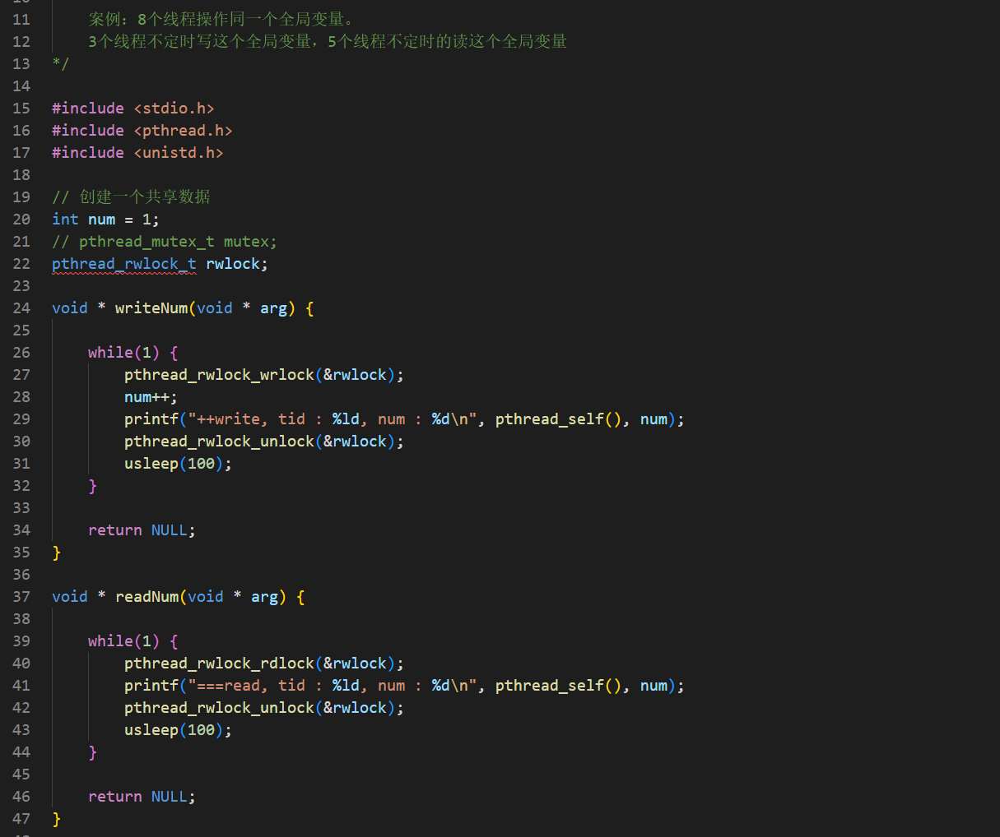 11 案例：8个线程操作同一个全局变量。
12 3个线程不定时写这个全局变量，5个线程不定时的读这个全局变量
13 */
14
15 #include <stdio.h>
16 #include <pthread.h>
17 #include <unistd.h>
18
19 // 创建一个共享数据
20 int num = 1;
21 // pthread_mutex_t mutex;
22 pthread_rwlock_t rwlock;
23
24 void * writeNum(void * arg) {
25
26 while(1) {
27 pthread_rwlock_wrlock(&rwlock);
28 num++;
29 printf("++write, tid : %ld, num : %d\n", pthread_self(), num);
30 pthread_rwlock_unlock(&rwlock);
31 usleep(100);
32 }
33
34 return NULL;
35 }
36
37 void * readNum(void * arg) {
38
39 while(1) {
40 pthread_rwlock_rdlock(&rwlock);
41 printf("===read, tid : %ld, num : %d\n", pthread_self(), num);
42 pthread_rwlock_unlock(&rwlock);
43 usleep(100);
44 }
45
46 return NULL;
47 }